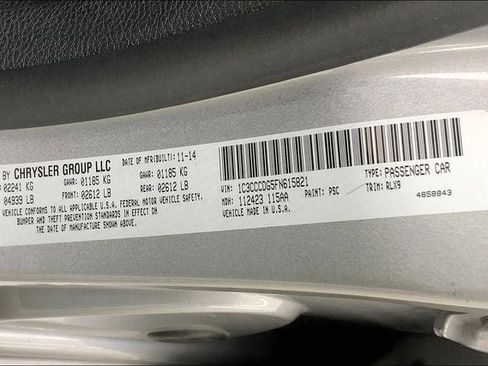 BY CHRYSLER GROUP LLC DATE OF MFR(BUILT): 11-14
02241 KG GAWR: 01185 KG GAWR: 01185 KG
04939 LB FRONT: 02612 LB REAR: 02612 LB
VEHICLE CONFORMS TO ALL APPLICABLE U.S.A. FEDERAL MOTOR VEHICLE SAFETY,
BUMPER AND THEFT PREVENTION STANDARDS IN EFFECT ON
THE DATE OF MANUFACTURE SHOWN ABOVE.
VIN: 1C3CCCDG5FN615821 TYPE: PASSENGER CAR
MDH: 112423 115AA PAINT: PSC TRIM: RLX9
VEHICLE MADE IN U.S.A. 4658843